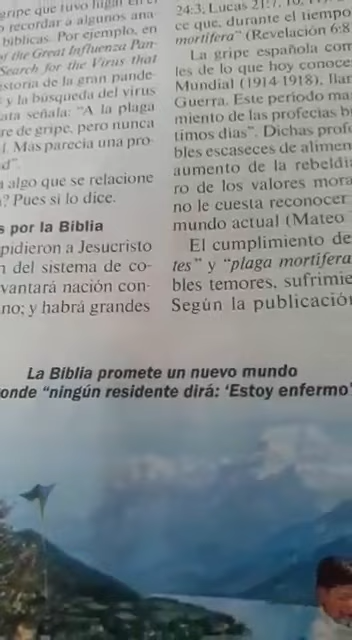 gripe que tuvo lugar en el
recordar a algunos ana-
bíblicas. Por ejemplo, en
of the Great Influenza Pan-
Search for the Virus that
storia de la gran pande-
y la búsqueda del virus
ata señala: “A la plaga
re de gripe, pero nunca
l. Más parecía una pro-
d”.
algo que se relacione
? Pues sí lo dice.
s por la Biblia
pidieron a Jesucristo
n del sistema de co-
vantará nación con-
no; y habrá grandes
24:3; Lucas 21:7, 10, 11
ce que, durante el tiempo
mortífera” (Revelación 6:8
La gripe española com
les de lo que hoy conoce
Mundial (1914-1918), llam
Guerra. Este período ma
miento de las profecías b
timos días”. Dichas profe
bles escaseces de alimen
aumento de la rebeldía
ro de los valores mora
no le cuesta reconocer
mundo actual (Mateo
El cumplimiento de
tes” y “plaga mortífera
bles temores, sufrimie
Según la publicación
La Biblia promete un nuevo mundo
onde “ningún residente dirá: ‘Estoy enfermo’